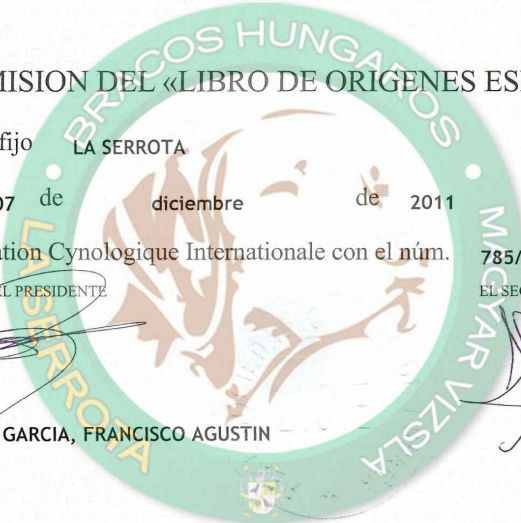 BRACOS HUNGAROS
MISION DEL «LIBRO DE ORIGENES ES
fijo LA SERROTA
07 de diciembre de 2011
ation Cynologique Internationale con el núm. 785/
EL PRESIDENTE
EL SEC
GARCIA, FRANCISCO AGUSTIN
LA SERROTA
MAGYAR VIZSLA